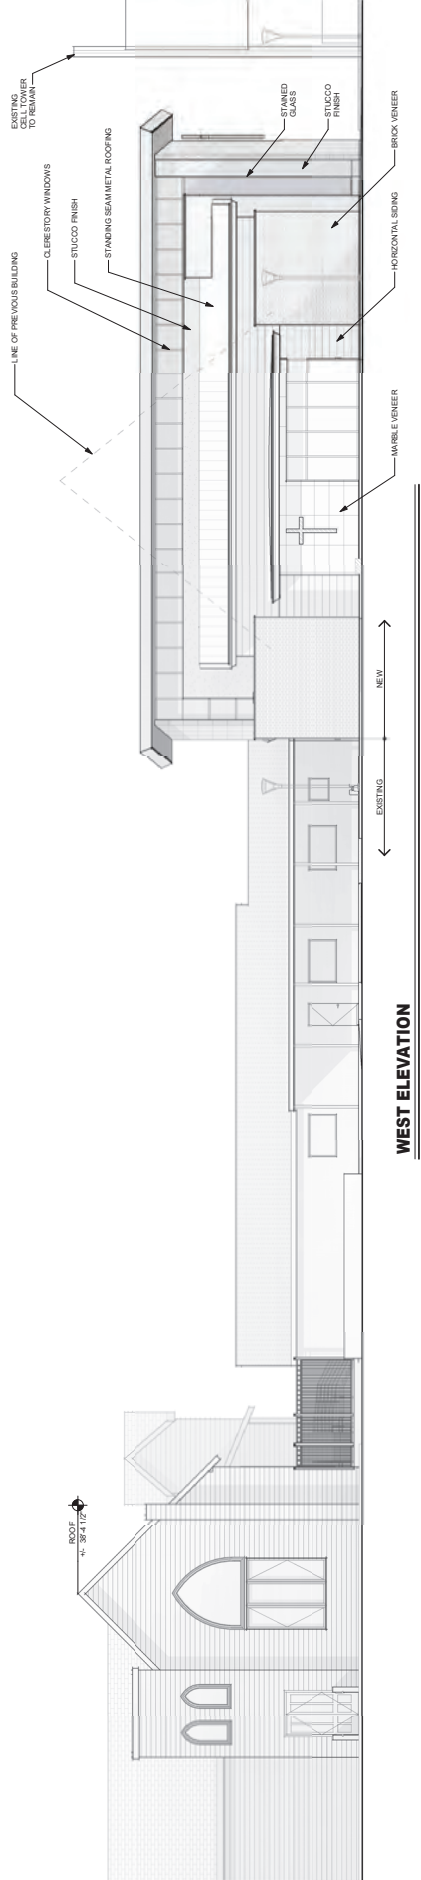 ROOF
+/- 38'4 1/2"
LINE OF PREVIOUS BUILDING
CLERESTORY WINDOWS
STUCCO FINISH
STANDING SEAM METAL ROOFING
EXISTING
CELL TOWER
TO REMAIN
STAINED
GLASS
STUCCO
FINISH
MARBLE VENEER
HORIZONTAL SIDING
BRICK VENEER
EXISTING
NEW
WEST ELEVATION